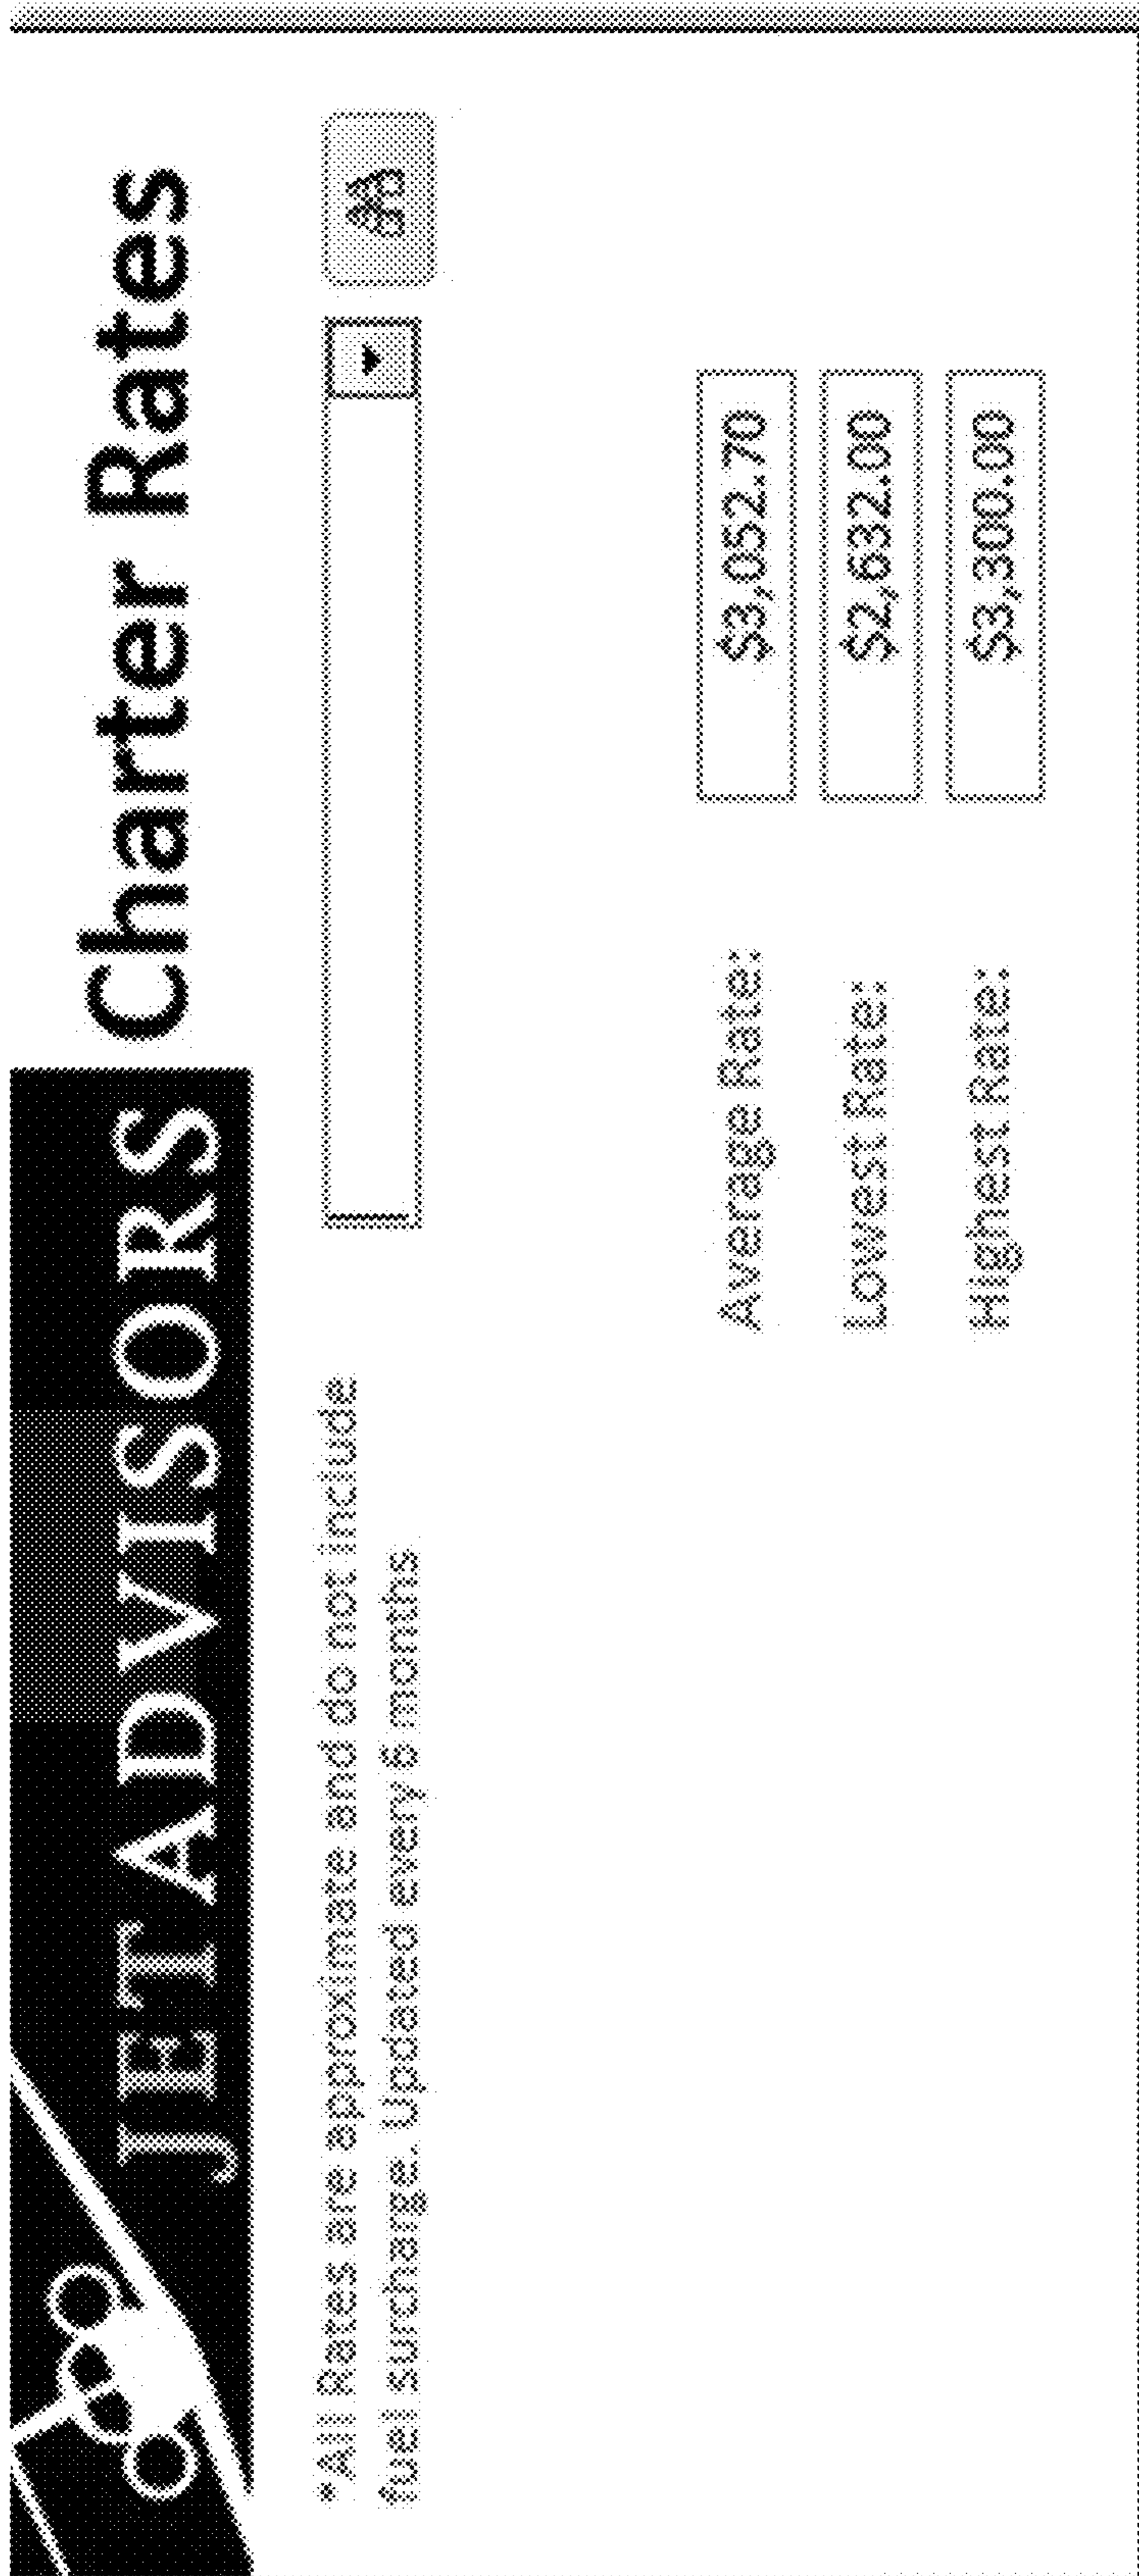 JETADVISORS Charter Rates
*All Rates are approximate and do not include
fuel surcharge. Updated every 6 months
Average Rate: $3,052.70
Lowest Rate: $2,632.00
Highest Rate: $3,300.00